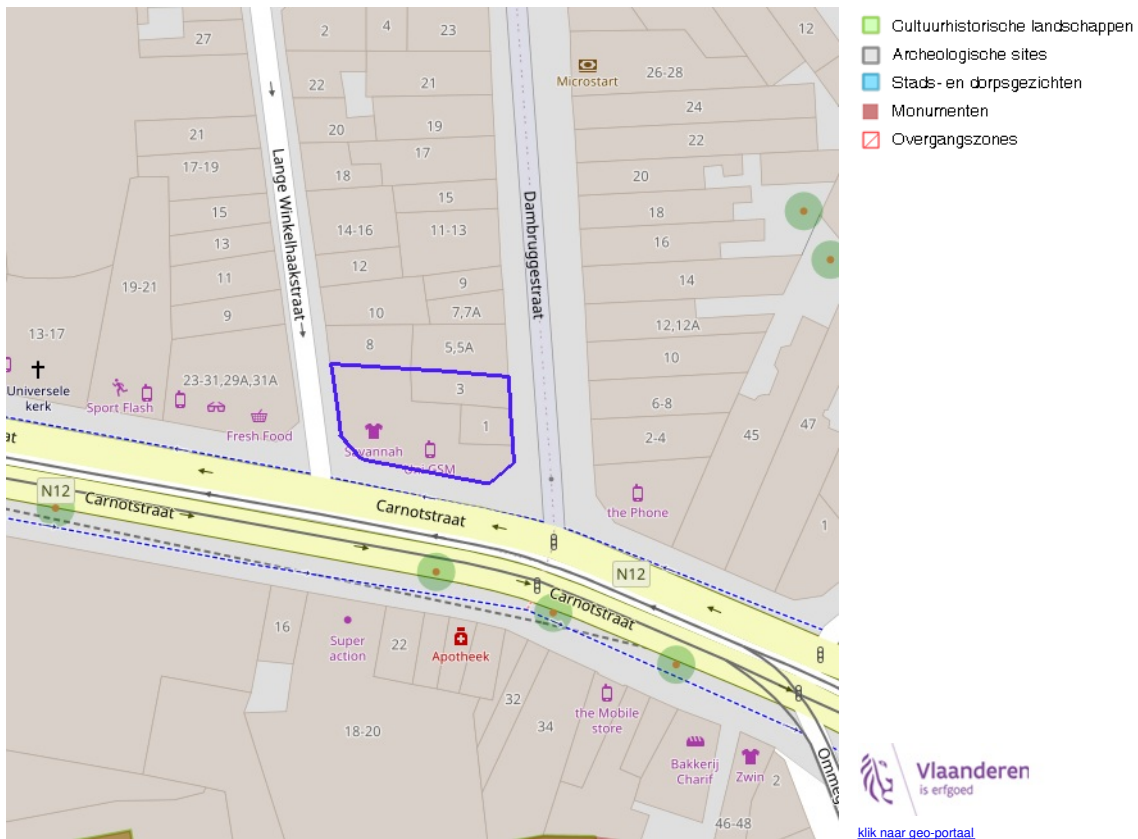 27
2
4
23
12
Microstart
26-28
22
21
24
21
20
19
22
17-19
17
18
20
15
15
18
Lange Winkelhaakstraat
Dambruggestraat
13
14-16
11-13
16
11
12
19-21
9
14
9
10
7,7A
12,12A
13-17
8
5,5A
10
Universele
kerk
Sport Flash
23-31,29A,31A
3
6-8
Fresh Food
1
2-4
45
47
Savannah
Uni GSM
at
N12
Carnotstraat
Carnotstraat
the Phone
1
N12
Carnotstraat
16
Super
action
22
Apotheek
32
34
18-20
the Mobile
store
Bakkerij
Charif
Zwin
2
46-48
Ommeg
Cultuurhistorische landschappen
Archeologische sites
Stads- en dorpsgezichten
Monumenten
Overgangszones
Vlaanderen
is erfgoed
klik naar geo-portaal